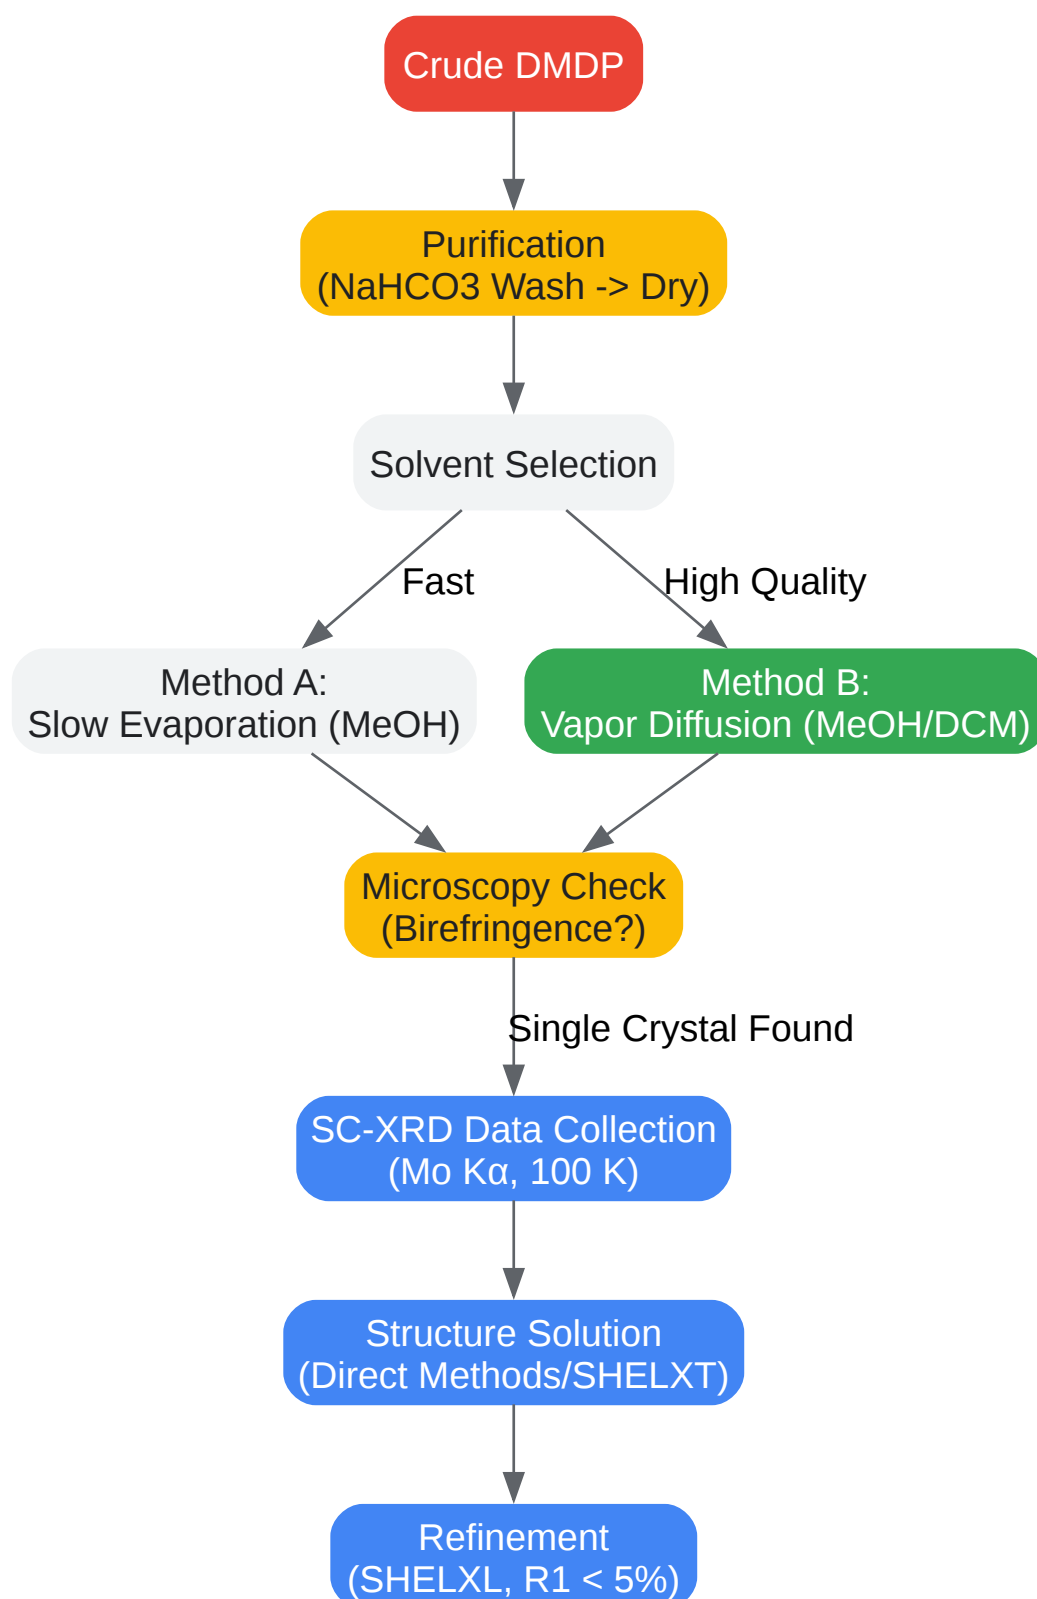 Crude DMDP
Purification
(NaHCO3 Wash -> Dry)
Solvent Selection
Fast
High Quality
Method A:
Slow Evaporation (MeOH)
Method B:
Vapor Diffusion (MeOH/DCM)
Microscopy Check
(Birefringence?)
Single Crystal Found
SC-XRD Data Collection
(Mo Kα, 100 K)
Structure Solution
(Direct Methods/SHELXT)
Refinement
(SHELXL, R1 < 5%)